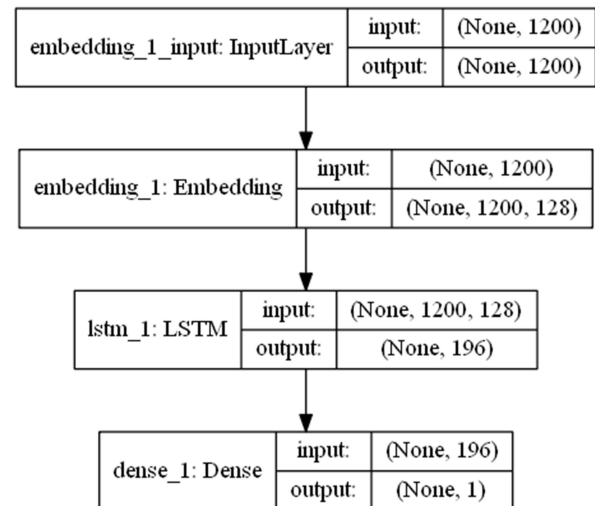 embedding_1_input: InputLayer input: (None, 1200)
output: (None, 1200)
embedding_1: Embedding input: (None, 1200)
output: (None, 1200, 128)
lstm_1: LSTM input: (None, 1200, 128)
output: (None, 196)
dense_1: Dense input: (None, 196)
output: (None, 1)